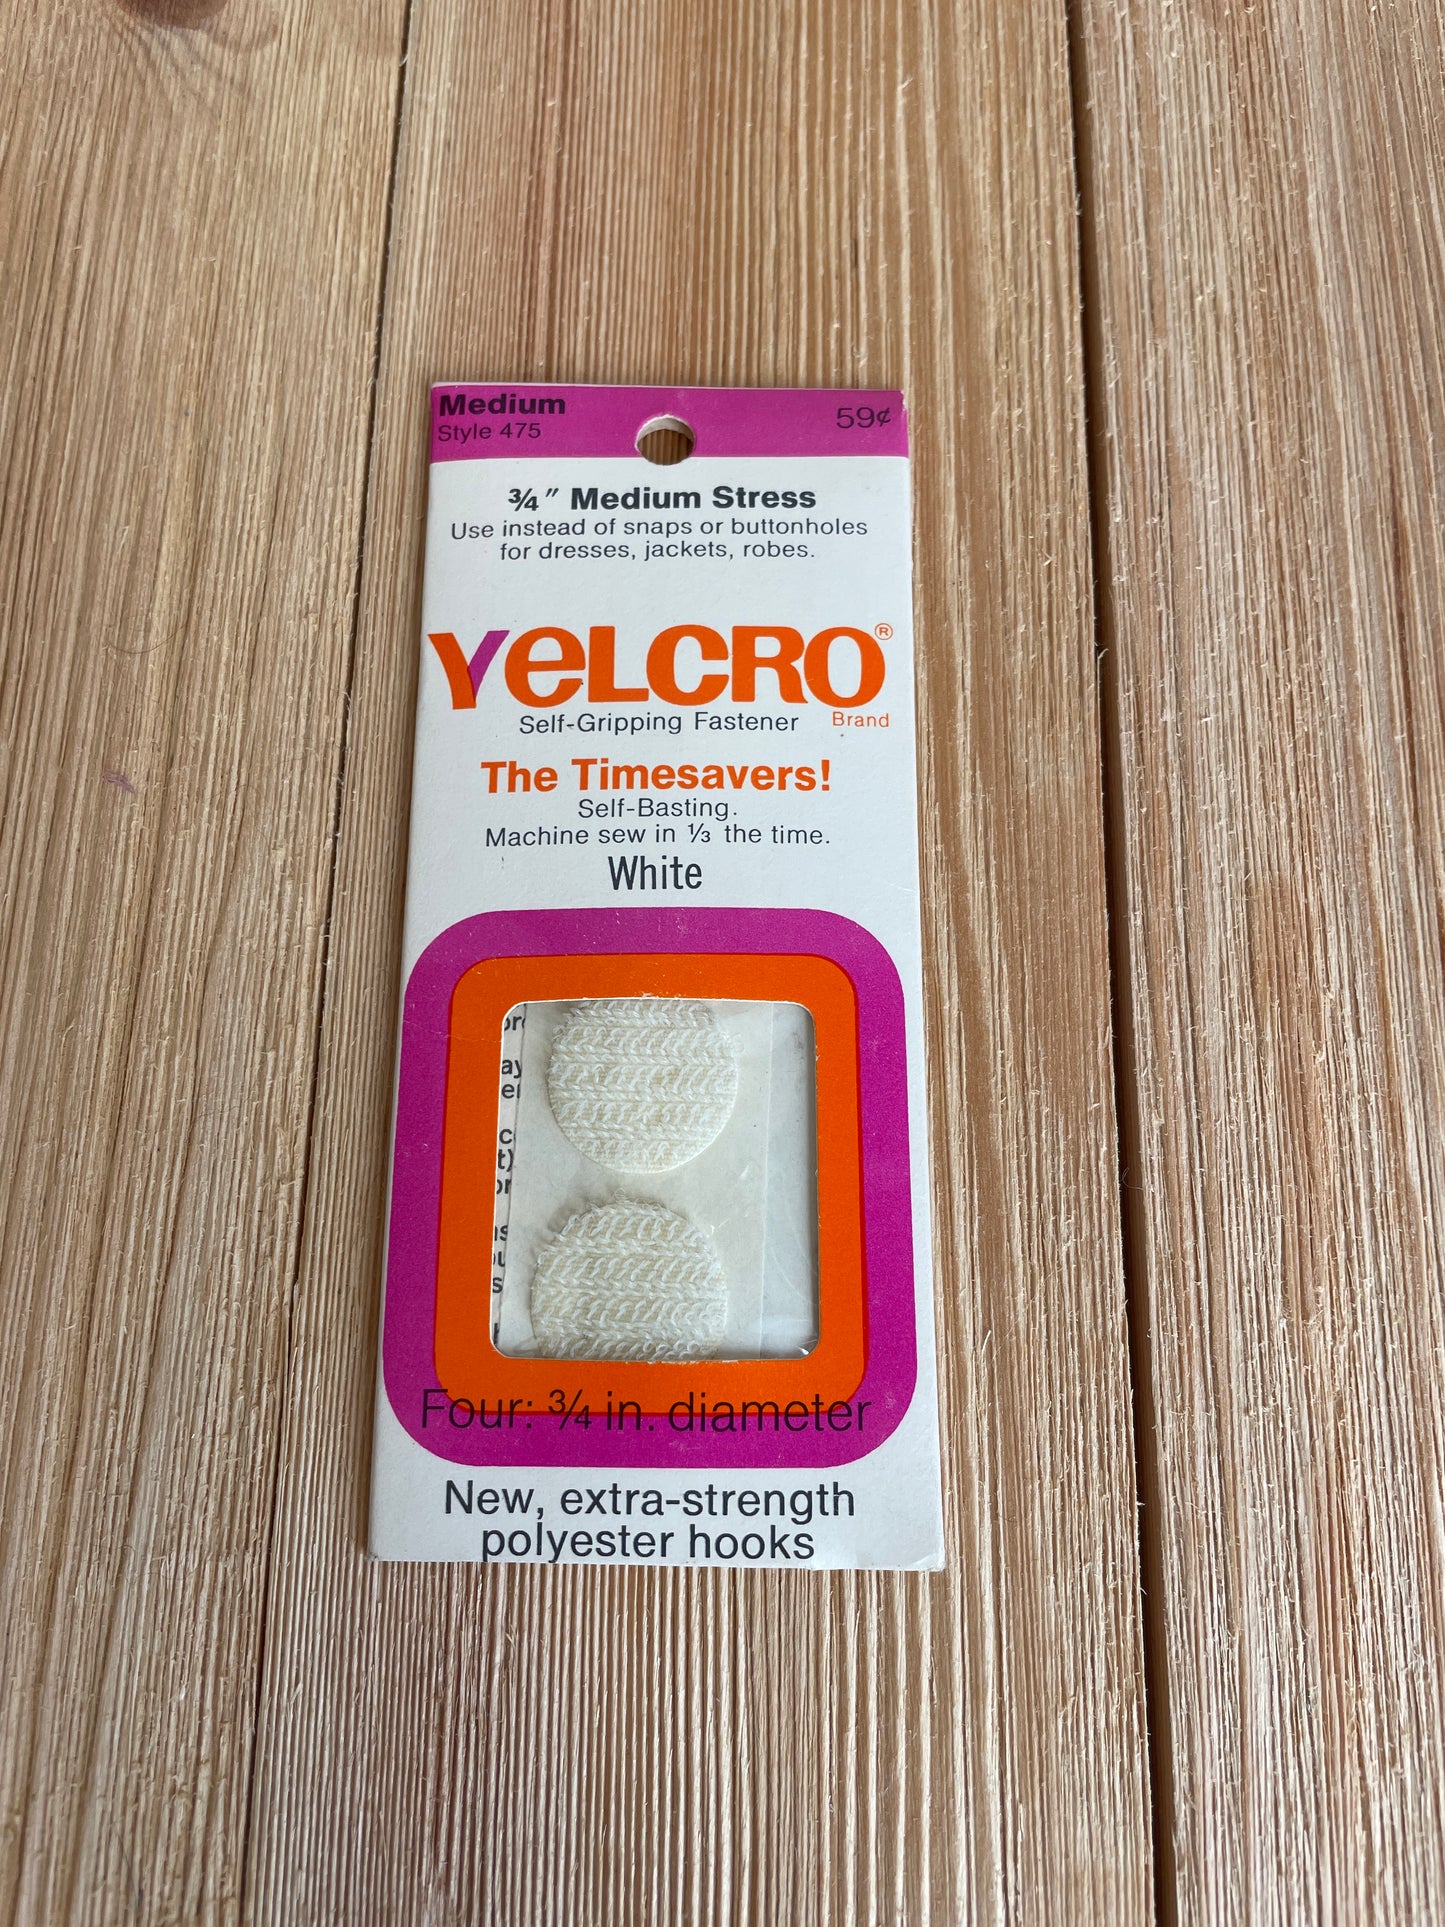 Medium
Style 475
59¢
¾″ Medium Stress
Use instead of snaps or buttonholes
for dresses, jackets, robes.
VELCRO®
Self-Gripping Fastener Brand
The Timesavers!
Self-Basting.
Machine sew in ⅓ the time.
White
Four: ¾ in. diameter
New, extra-strength
polyester hooks